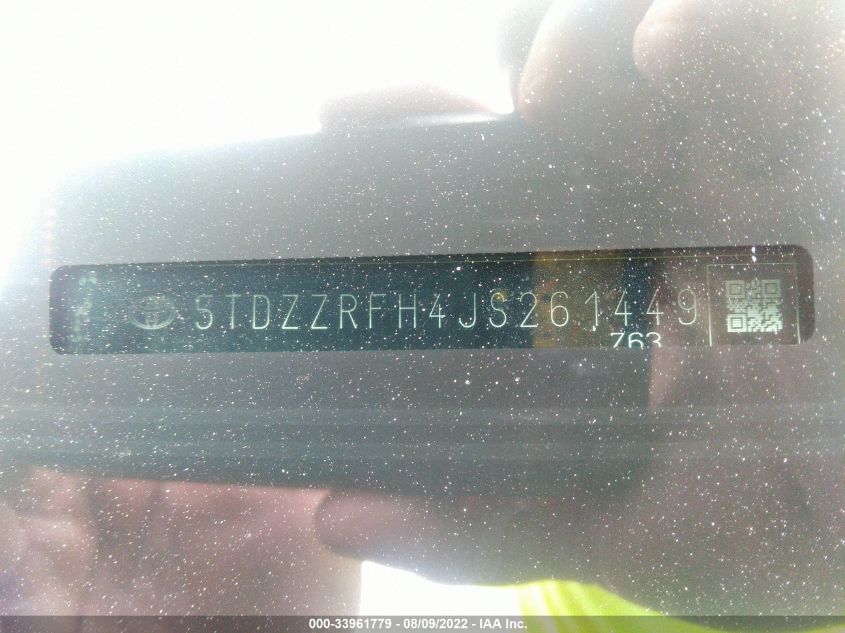 5TDZZRFH4JS261449
Z63
000-33961779 - 08/09/2022 - IAA Inc.